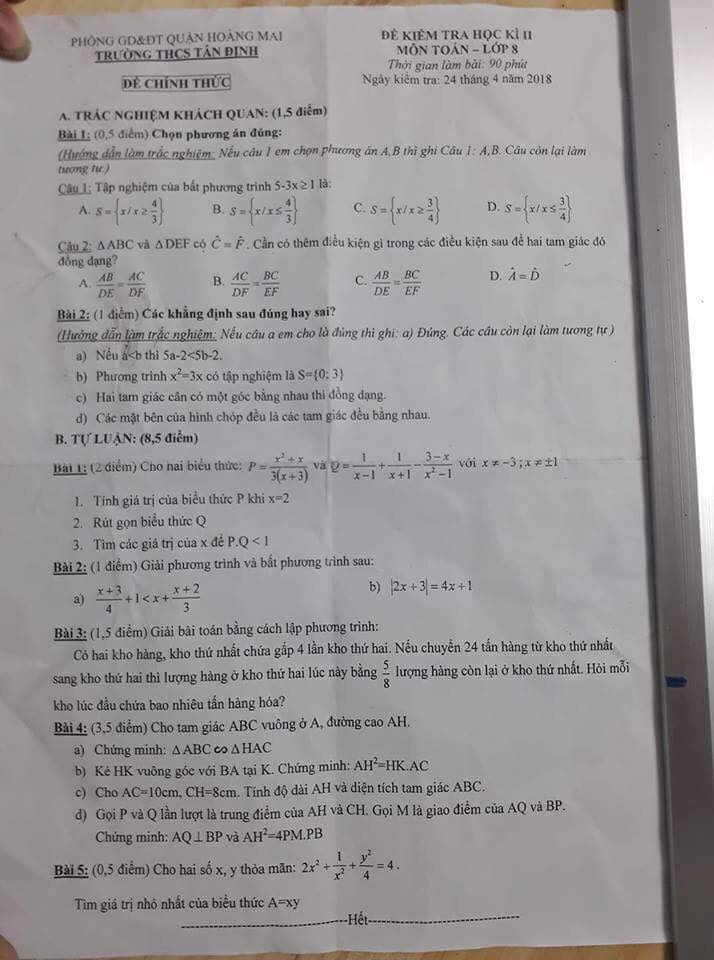 PHÒNG GD&ĐT QUẬN HOÀNG MAI
TRƯỜNG THCS TÂN ĐỊNH
ĐỀ CHÍNH THỨC
ĐỀ KIỂM TRA HỌC KÌ II
MÔN TOÁN – LỚP 8
Thời gian làm bài: 90 phút
Ngày kiểm tra: 24 tháng 4 năm 2018
A. TRẮC NGHIỆM KHÁCH QUAN: (1,5 điểm)
Bài 1: (0,5 điểm) Chọn phương án đúng:
(Hướng dẫn làm trắc nghiệm: Nếu câu 1 em chọn phương án A,B thì ghi Câu 1: A,B. Câu còn lại làm
tương tự.)
Câu 1: Tập nghiệm của bất phương trình 5-3x≥1 là:
A. S={x/x≥4/3} B. S={x/x≤4/3} C. S={x/x≥3/4} D. S={x/x≤3/4}
Câu 2: ΔABC và ΔDEF có Ĉ = F̂. Cần có thêm điều kiện gì trong các điều kiện sau để hai tam giác đó
đồng dạng?
A. AB/DE = AC/DF B. AC/DF = BC/EF C. AB/DE = BC/EF D. Â = D̂
Bài 2: (1 điểm) Các khẳng định sau đúng hay sai?
(Hướng dẫn làm trắc nghiệm: Nếu câu a em cho là đúng thì ghi: a) Đúng. Các câu còn lại làm tương tự )
a) Nếu a<b thì 5a-2<5b-2.
b) Phương trình x²=3x có tập nghiệm là S={0; 3}
c) Hai tam giác cân có một góc bằng nhau thì đồng dạng.
d) Các mặt bên của hình chóp đều là các tam giác đều bằng nhau.
B. TỰ LUẬN: (8,5 điểm)
Bài 1: (2 điểm) Cho hai biểu thức: P = (x² + x)/(3(x+3)) và Q = 1/(x-1) + 1/(x+1) - (3-x)/(x²-1) với x ≠ -3 ; x ≠ ±1
1. Tính giá trị của biểu thức P khi x=2
2. Rút gọn biểu thức Q
3. Tìm các giá trị của x để P.Q < 1
Bài 2: (1 điểm) Giải phương trình và bất phương trình sau:
a) (x+3)/4 + 1 < x + (x+2)/3 b) |2x+3| = 4x+1
Bài 3: (1,5 điểm) Giải bài toán bằng cách lập phương trình:
Có hai kho hàng, kho thứ nhất chứa gấp 4 lần kho thứ hai. Nếu chuyển 24 tấn hàng từ kho thứ nhất
sang kho thứ hai thì lượng hàng ở kho thứ hai lúc này bằng 5/8 lượng hàng còn lại ở kho thứ nhất. Hỏi mỗi
kho lúc đầu chứa bao nhiêu tấn hàng hóa?
Bài 4: (3,5 điểm) Cho tam giác ABC vuông ở A, đường cao AH.
a) Chứng minh: ΔABC ∽ ΔHAC
b) Kẻ HK vuông góc với BA tại K. Chứng minh: AH²=HK.AC
c) Cho AC=10cm, CH=8cm. Tính độ dài AH và diện tích tam giác ABC.
d) Gọi P và Q lần lượt là trung điểm của AH và CH. Gọi M là giao điểm của AQ và BP.
Chứng minh: AQ ⊥ BP và AH²=4PM.PB
Bài 5: (0,5 điểm) Cho hai số x, y thỏa mãn: 2x² + 1/x² + y²/4 = 4 .
Tìm giá trị nhỏ nhất của biểu thức A=xy
-----Hết-----